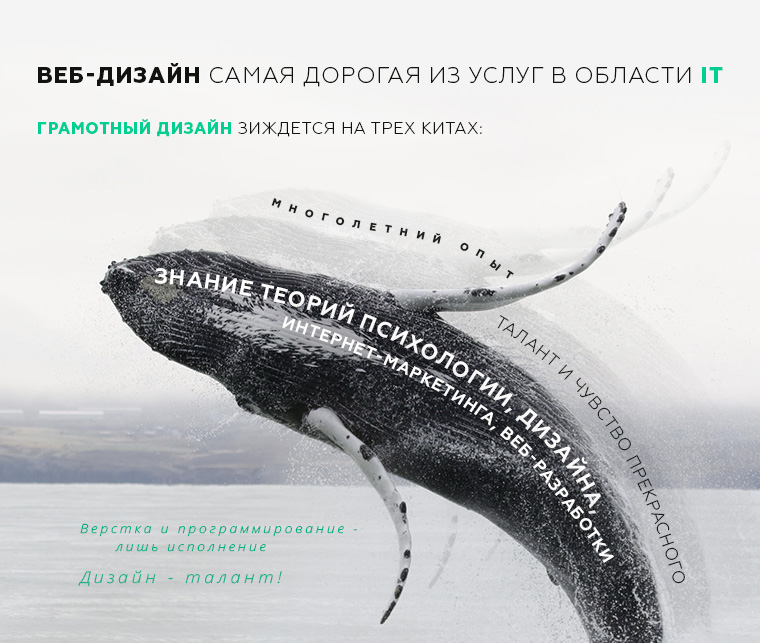 ВЕБ-ДИЗАЙН САМАЯ ДОРОГАЯ ИЗ УСЛУГ В ОБЛАСТИ IT
ГРАМОТНЫЙ ДИЗАЙН ЗИЖДЕТСЯ НА ТРЕХ КИТАХ:
МНОГОЛЕТНИЙ ОПЫТ
ЗНАНИЕ ТЕОРИЙ ПСИХОЛОГИИ, ДИЗАЙНА,
ИНТЕРНЕТ-МАРКЕТИНГА, ВЕБ-РАЗРАБОТКИ
ТАЛАНТ И ЧУВСТВО ПРЕКРАСНОГО
Верстка и программирование -
лишь исполнение
Дизайн - талант!